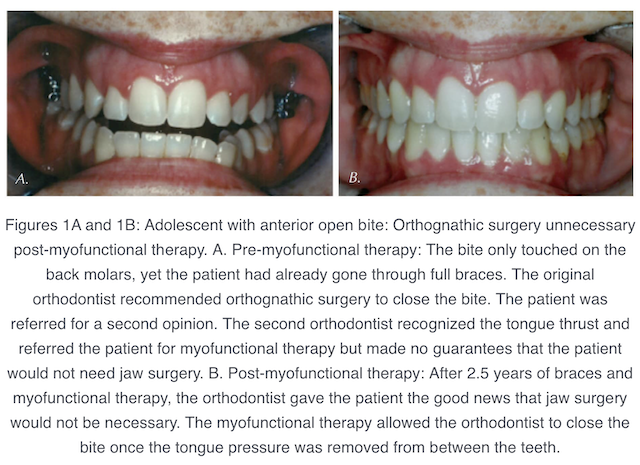 A.
B.
Figures 1A and 1B: Adolescent with anterior open bite: Orthognathic surgery unnecessary
post-myofunctional therapy. A. Pre-myofunctional therapy: The bite only touched on the
back molars, yet the patient had already gone through full braces. The original
orthodontist recommended orthognathic surgery to close the bite. The patient was
referred for a second opinion. The second orthodontist recognized the tongue thrust and
referred the patient for myofunctional therapy but made no guarantees that the patient
would not need jaw surgery. B. Post-myofunctional therapy: After 2.5 years of braces and
myofunctional therapy, the orthodontist gave the patient the good news that jaw surgery
would not be necessary. The myofunctional therapy allowed the orthodontist to close the
bite once the tongue pressure was removed from between the teeth.